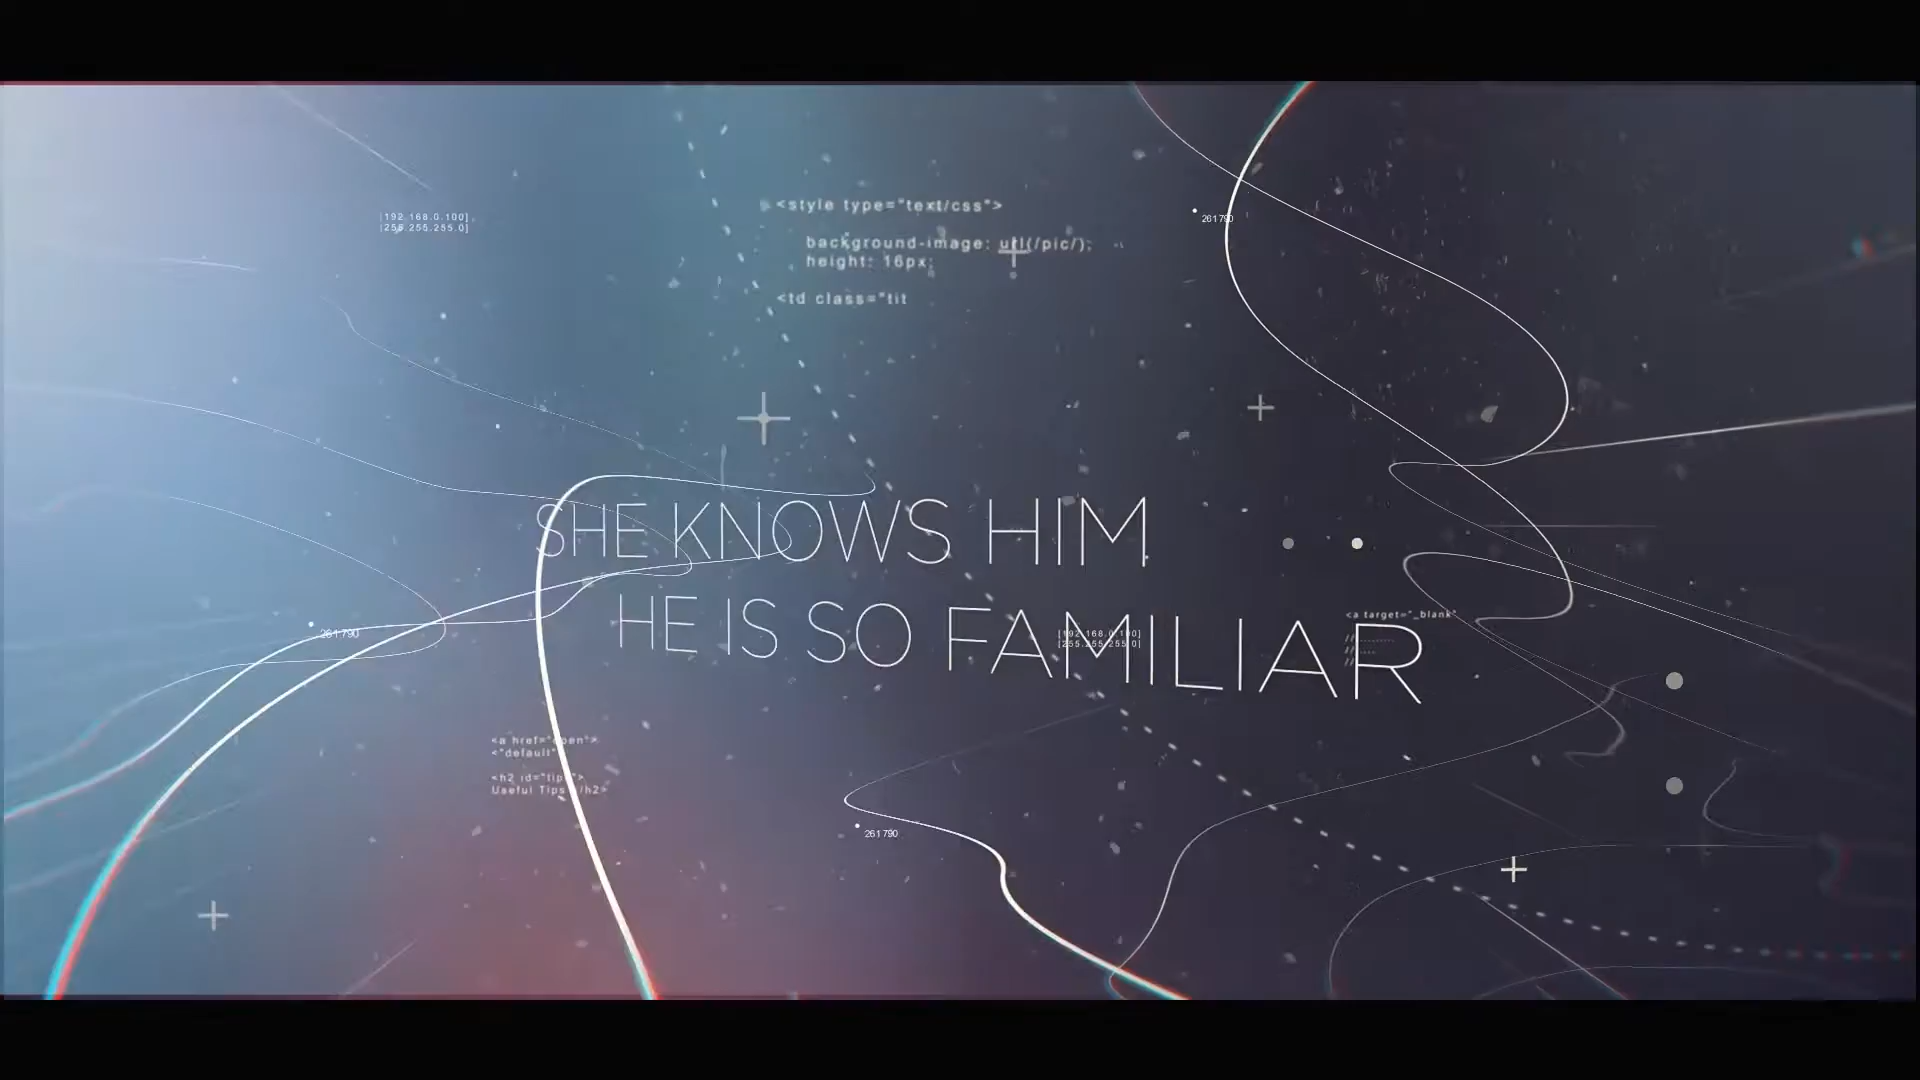 <style type="text/css">
[192.168.0.100]
[255.255.255.0]
261790
background-image: url(/pic/);
height: 16px;
<td class="tit
SHE KNOWS HIM
HE IS SO FAMILIAR
<a target="_blank"
261790
[192.168.0.100]
[255.255.255.0]
<a href="open">
<"default"
<h2 id="tip">
Useful Tips</h2>
261790